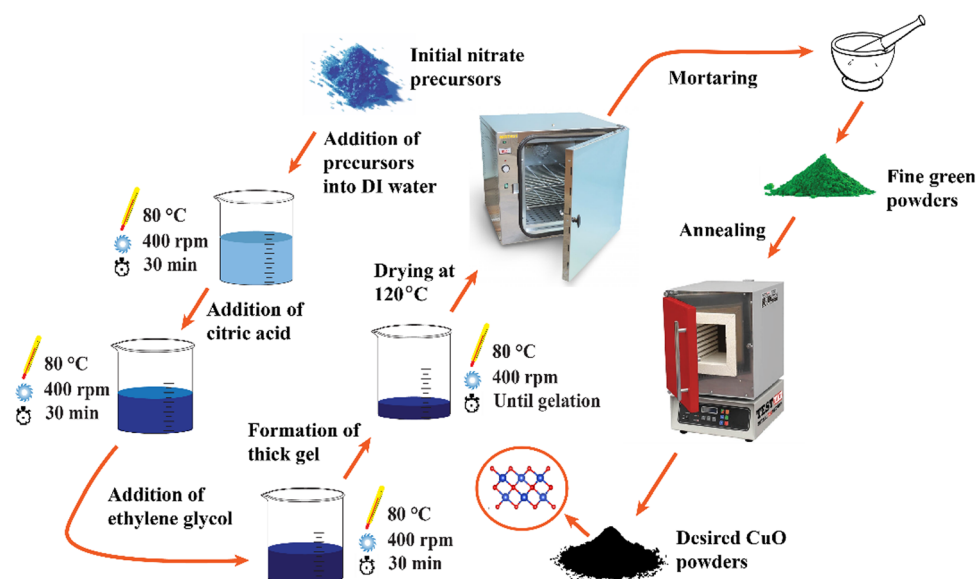 Initial nitrate
precursors
Addition of
precursors
into DI water
80 °C
400 rpm
30 min
Addition of
citric acid
80 °C
400 rpm
30 min
Addition of
ethylene glycol
80 °C
400 rpm
30 min
Formation of
thick gel
80 °C
400 rpm
Until gelation
Drying at
120°C
Mortaring
Fine green
powders
Annealing
Desired CuO
powders